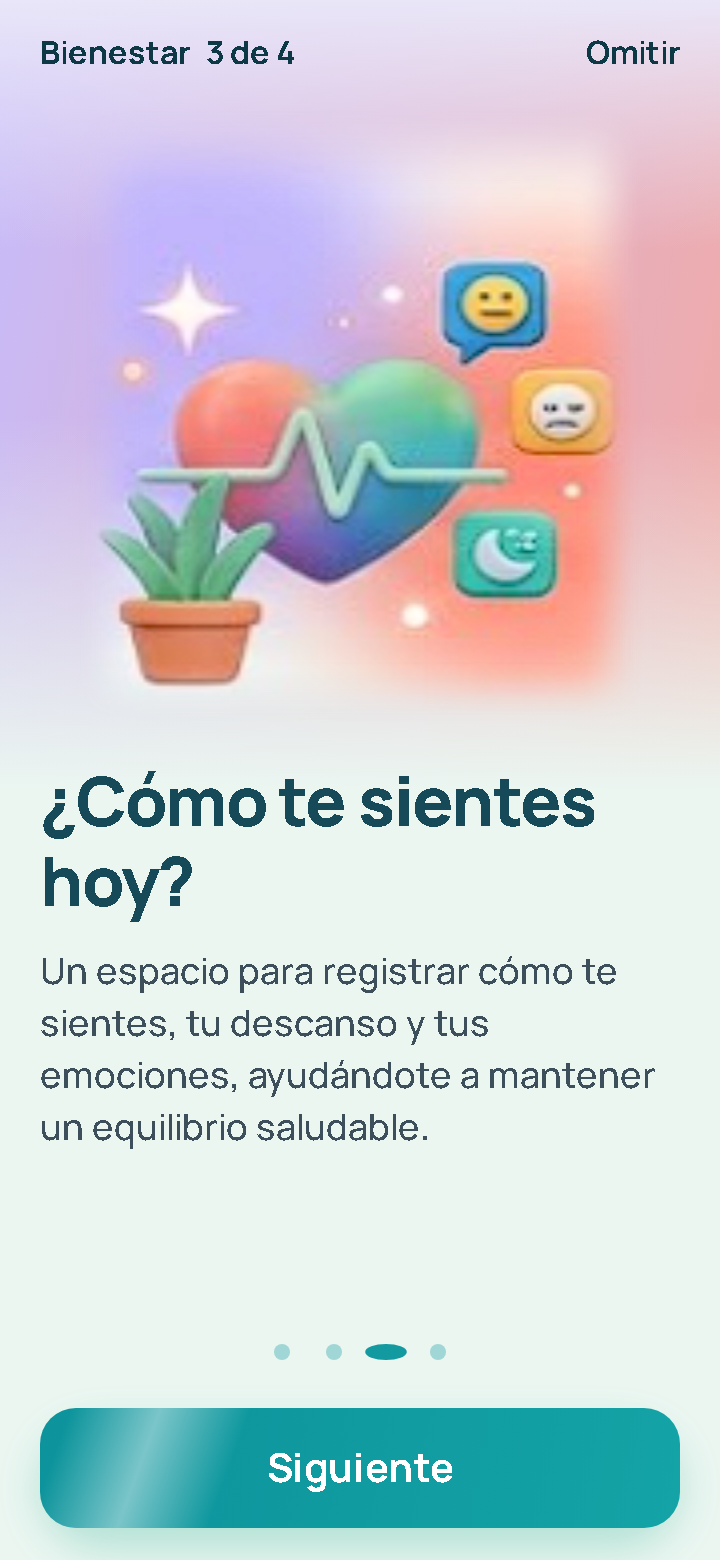 Bienestar 3 de 4
Omitir
¿Cómo te sientes
hoy?
Un espacio para registrar cómo te
sientes, tu descanso y tus
emociones, ayudándote a mantener
un equilibrio saludable.
Siguiente